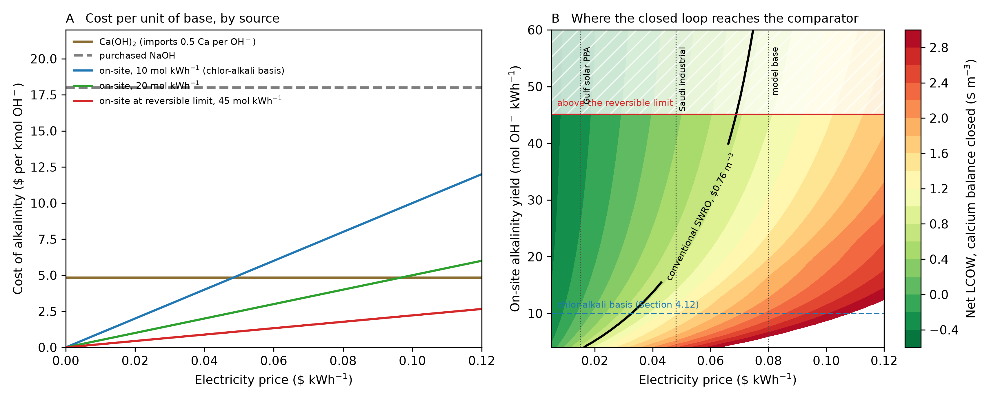 A Cost per unit of base, by source
Cost of alkalinity ($ per kmol OH⁻)
20.0
17.5
15.0
12.5
10.0
7.5
5.0
2.5
0.0
Ca(OH)₂ (imports 0.5 Ca per OH⁻)
purchased NaOH
on-site, 10 mol kWh⁻¹ (chlor-alkali basis)
on-site, 20 mol kWh⁻¹
on-site at reversible limit, 45 mol kWh⁻¹
0.00 0.02 0.04 0.06 0.08 0.10 0.12
Electricity price ($ kWh⁻¹)
B Where the closed loop reaches the comparator
On-site alkalinity yield (mol OH⁻ kWh⁻¹)
60
50
40
30
20
10
Gulf solar PPA
Saudi industrial
model base
above the reversible limit
conventional SWRO, $0.76 m⁻³
chlor-alkali basis (Section 4.12)
0.02 0.04 0.06 0.08 0.10 0.12
Electricity price ($ kWh⁻¹)
2.8
2.4
2.0
1.6
1.2
0.8
0.4
0.0
−0.4
Net LCOW, calcium balance closed ($ m⁻³)